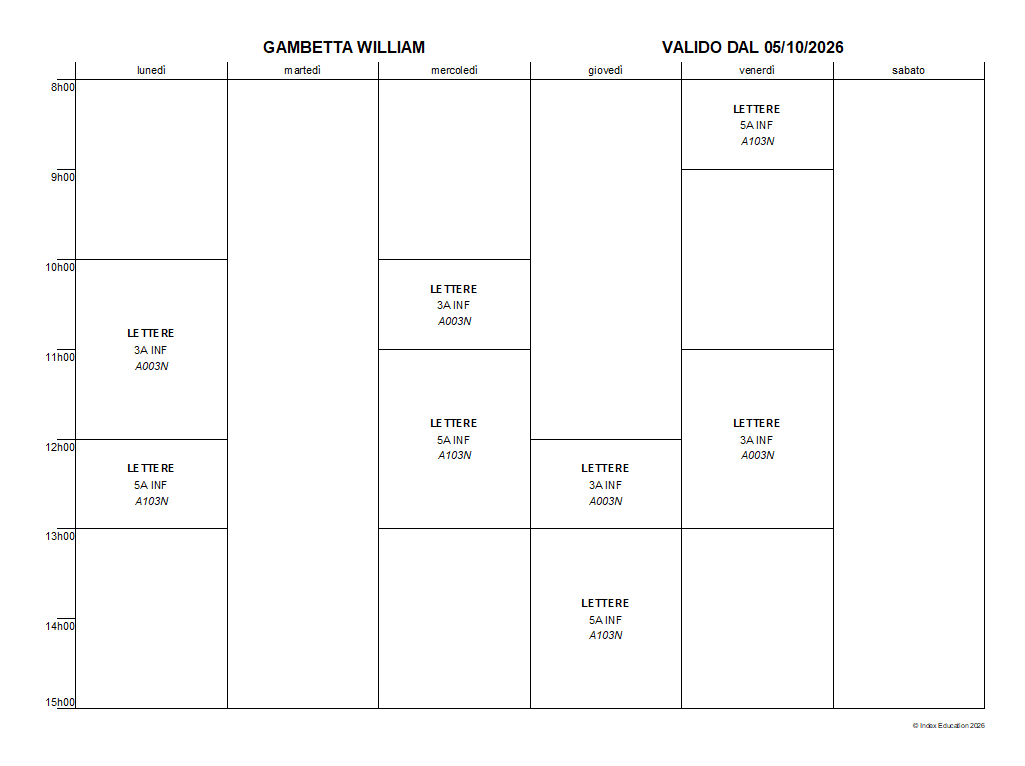 GAMBETTA WILLIAM VALIDO DAL 05/10/2026
lunedì martedì mercoledì giovedì venerdì sabato
8h00
LETTERE
5A INF
A103N
9h00
10h00
LETTERE
3A INF
A003N
LETTERE
3A INF
A003N
11h00
LETTERE
5A INF
A103N
LETTERE
3A INF
A003N
12h00
LETTERE
5A INF
A103N
LETTERE
3A INF
A003N
13h00
LETTERE
5A INF
A103N
14h00
15h00
© Index Education 2026